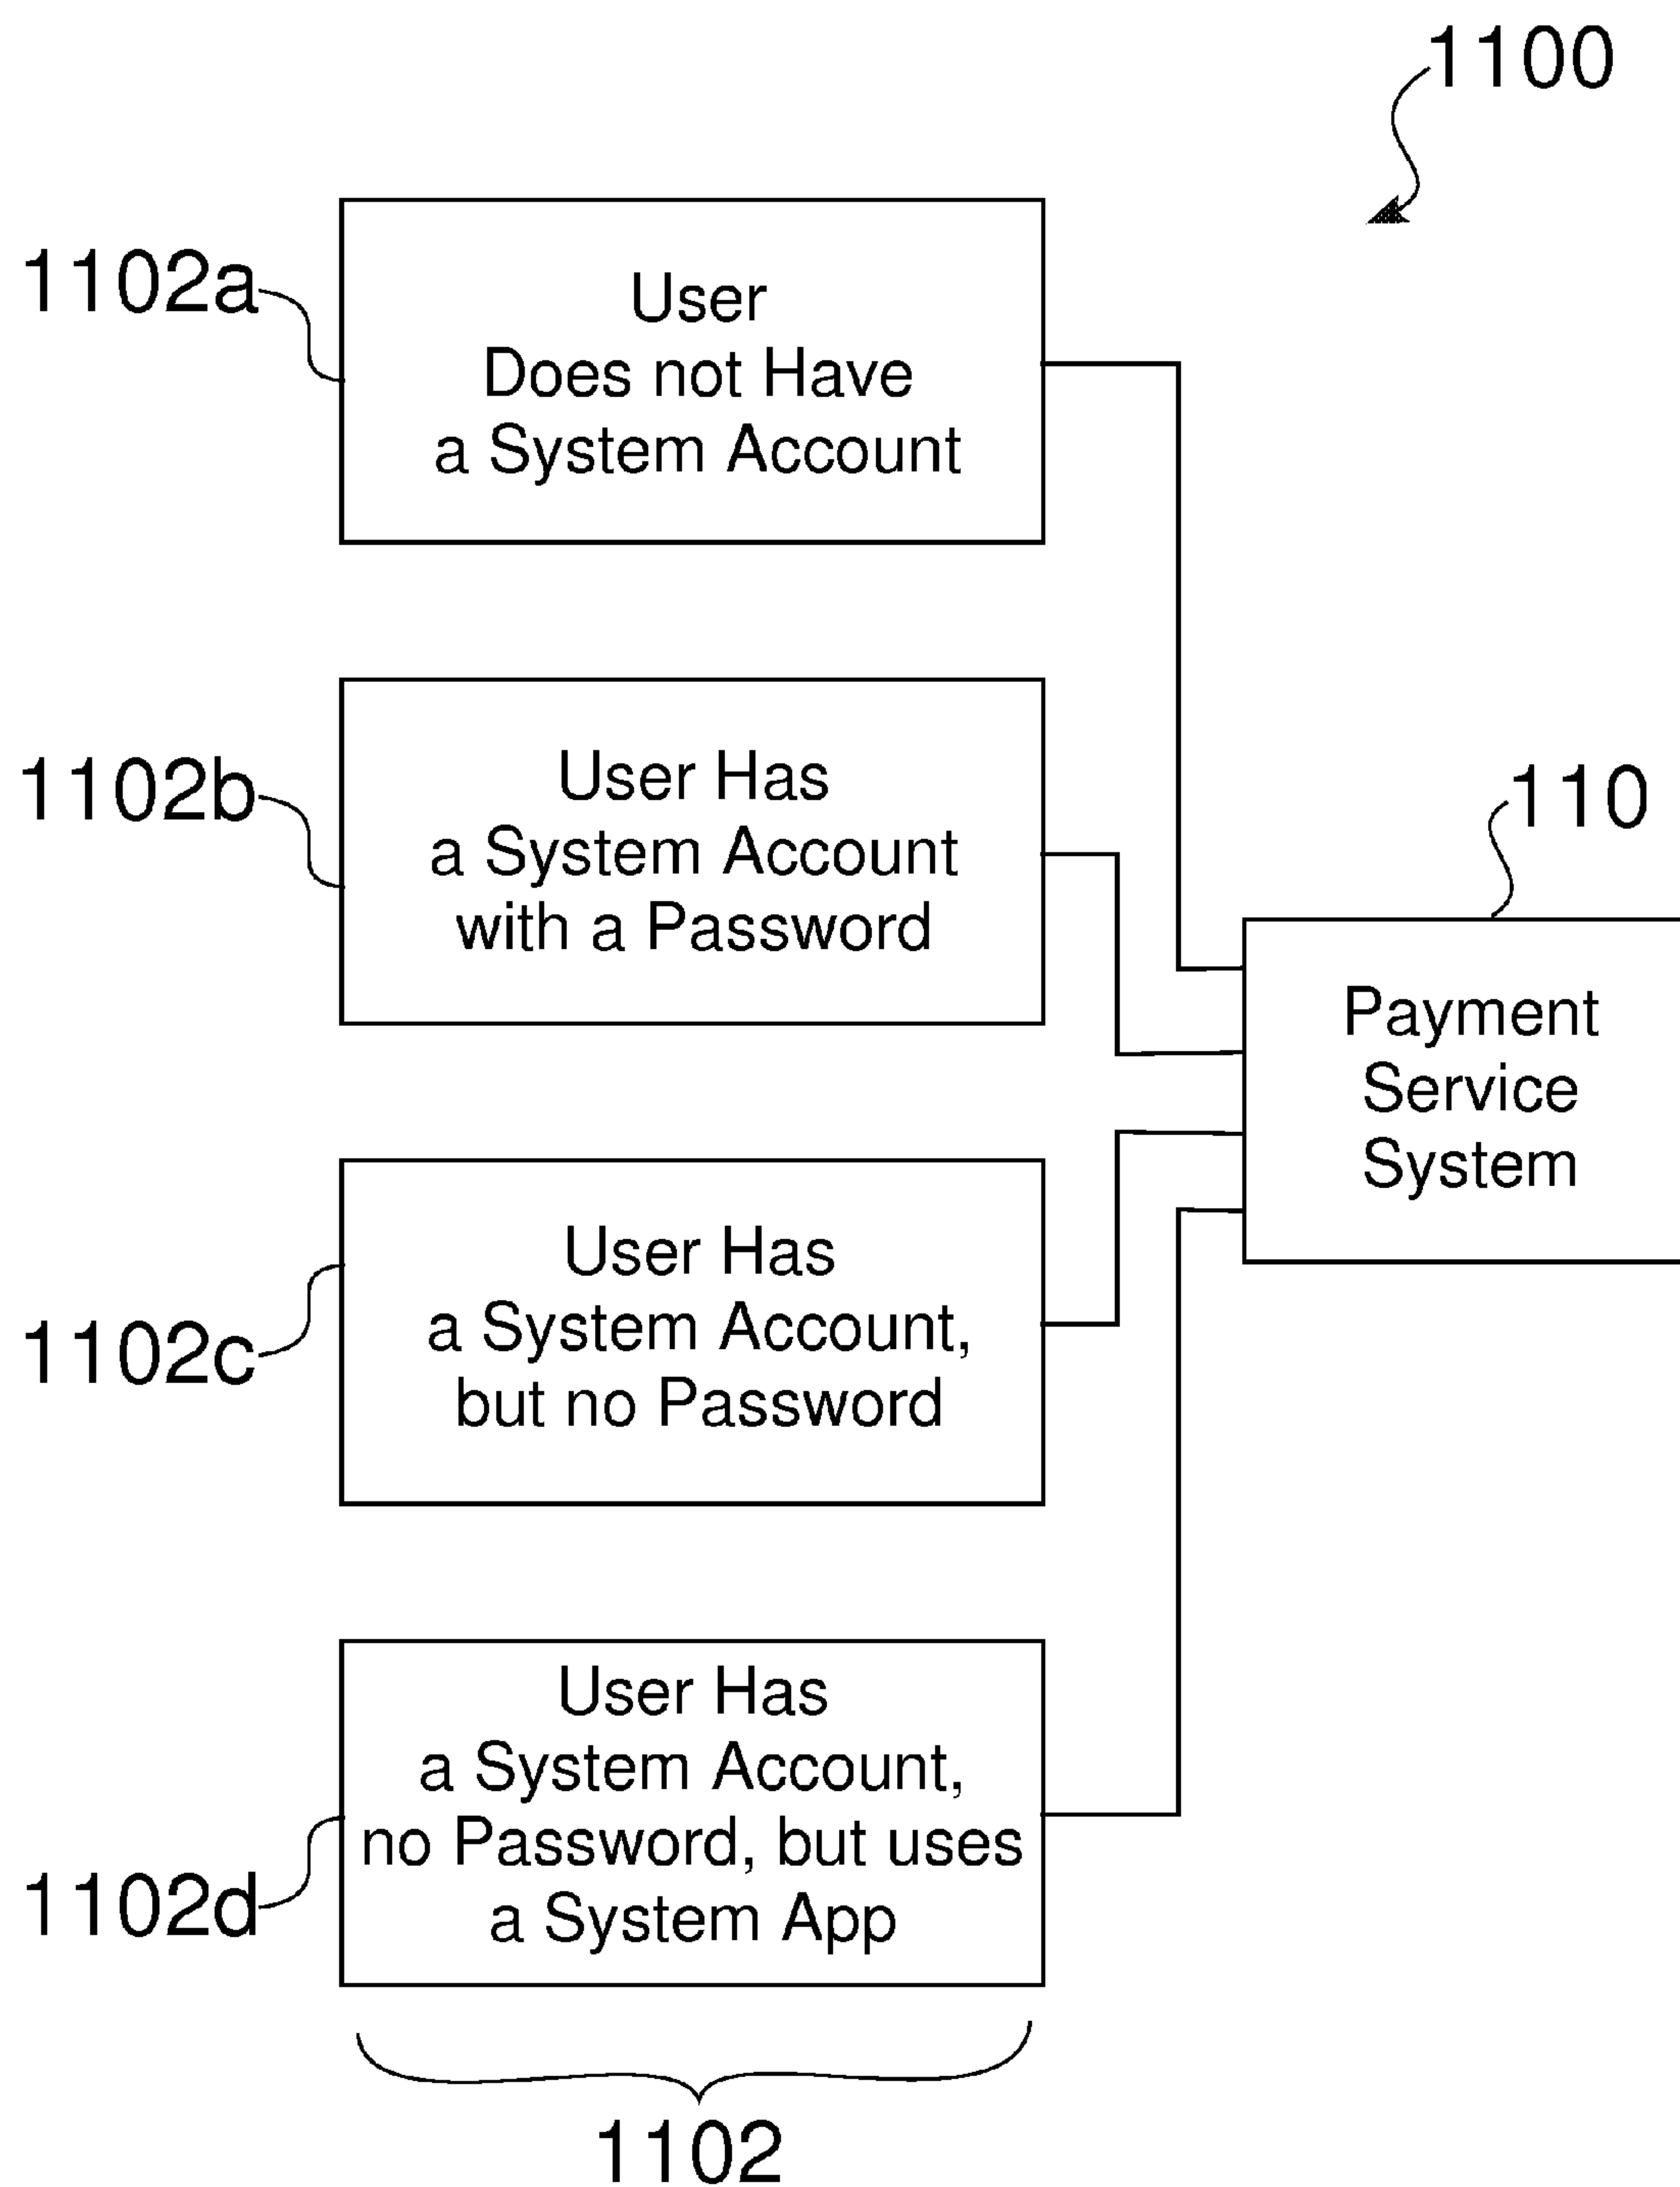 1100
1102a
User
Does not Have
a System Account
1102b
User Has
a System Account
with a Password
110
Payment
Service
System
1102c
User Has
a System Account,
but no Password
1102d
User Has
a System Account,
no Password, but uses
a System App
1102